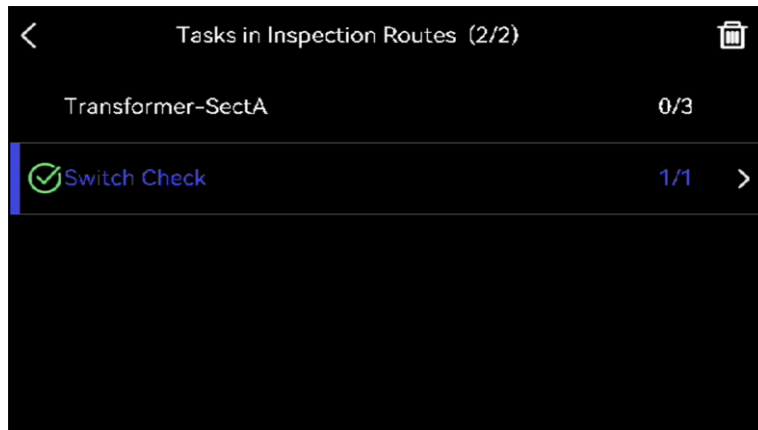 Tasks in Inspection Routes (2/2)
Transformer-SectA 0/3
Switch Check 1/1